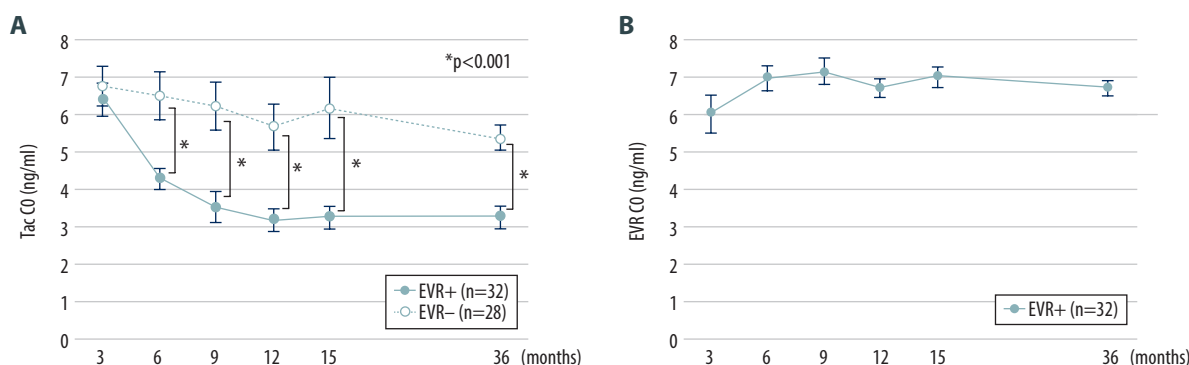 A
Tac C0 (ng/ml)
8
7
6
5
4
3
2
1
0
*p<0.001
*
*
*
*
*
EVR+ (n=32)
EVR– (n=28)
3 6 9 12 15 36 (months)
B
EVR C0 (ng/ml)
8
7
6
5
4
3
2
1
0
EVR+ (n=32)
3 6 9 12 15 36 (months)